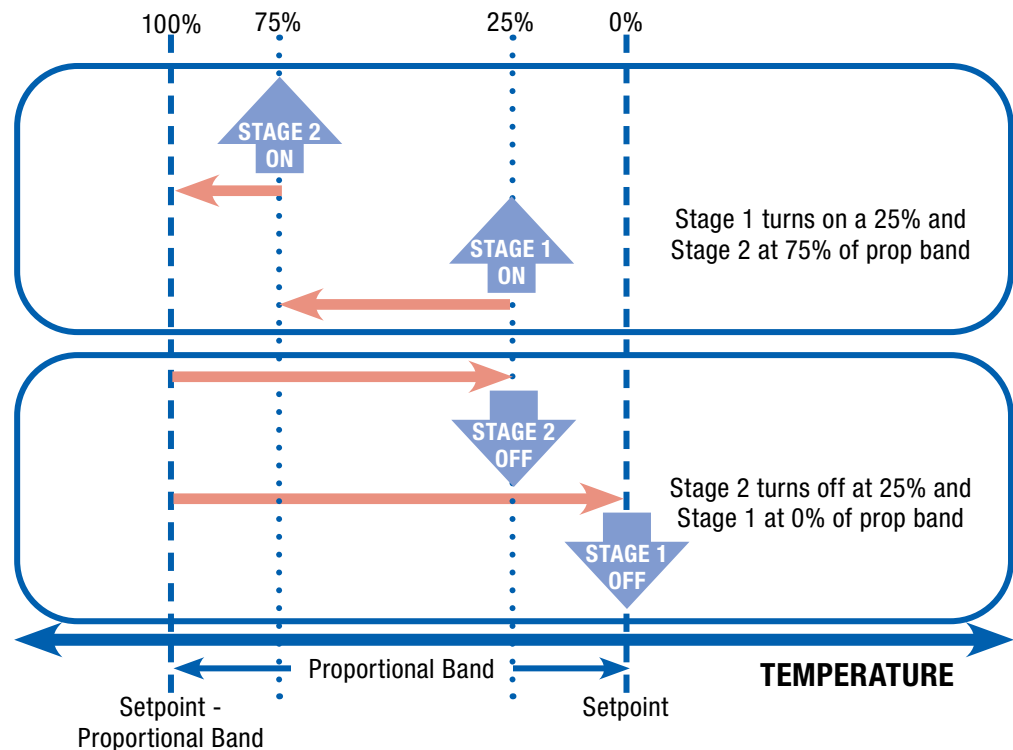 100%
75%
25%
0%
STAGE 2
ON
STAGE 1
ON
Stage 1 turns on a 25% and
Stage 2 at 75% of prop band
STAGE 2
OFF
Stage 2 turns off at 25% and
Stage 1 at 0% of prop band
STAGE 1
OFF
Proportional Band
TEMPERATURE
Setpoint -
Proportional Band
Setpoint